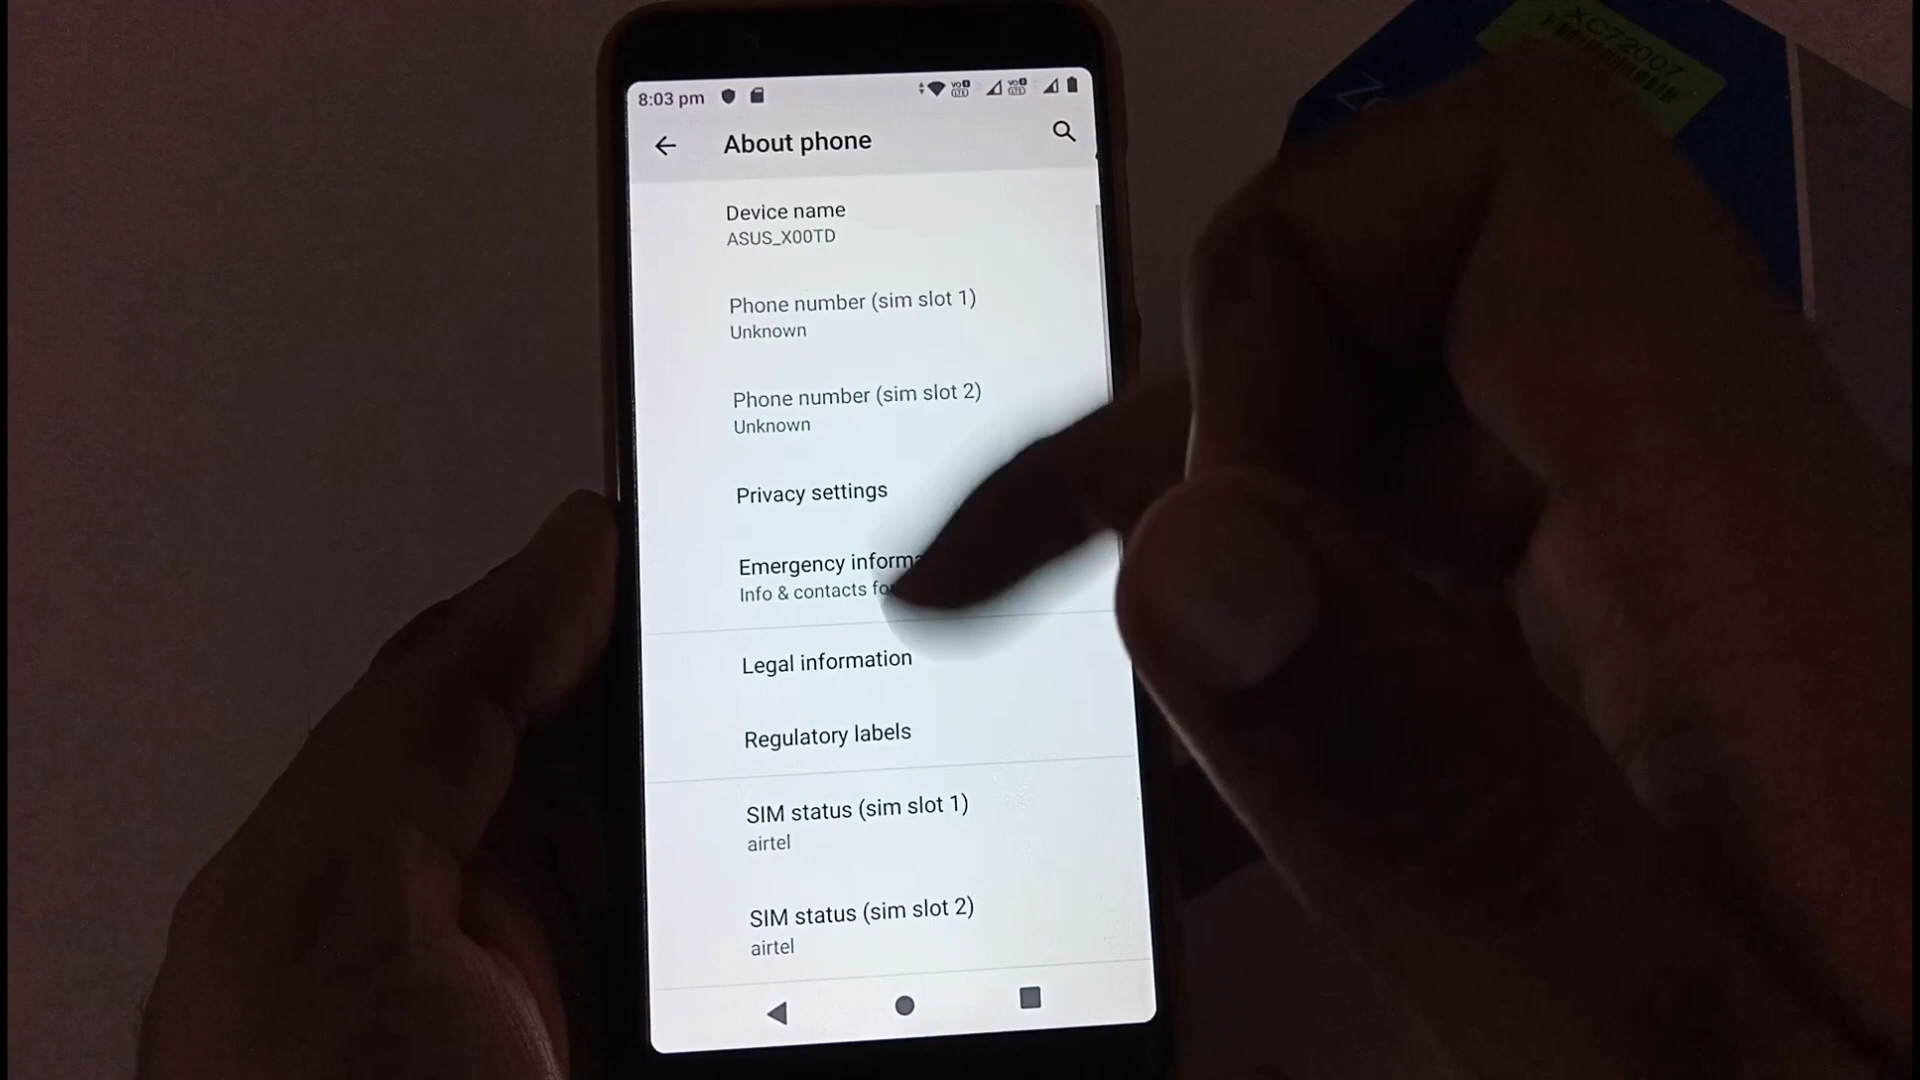 XC72007
8:03 pm
About phone
Device name
ASUS_X00TD
Phone number (sim slot 1)
Unknown
Phone number (sim slot 2)
Unknown
Privacy settings
Emergency
Info & contacts
Legal information
Regulatory labels
SIM status (sim slot 1)
airtel
SIM status (sim slot 2)
airtel